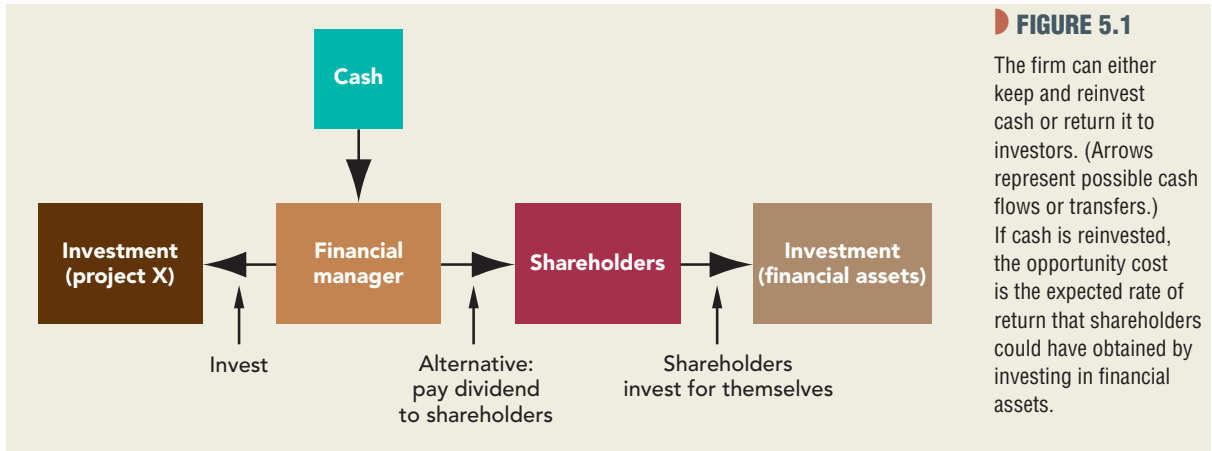 Cash
Investment
(project X)
Financial
manager
Shareholders
Investment
(financial assets)
Invest
Alternative:
pay dividend
to shareholders
Shareholders
invest for themselves
FIGURE 5.1
The firm can either
keep and reinvest
cash or return it to
investors. (Arrows
represent possible cash
flows or transfers.)
If cash is reinvested,
the opportunity cost
is the expected rate of
return that shareholders
could have obtained by
investing in financial
assets.